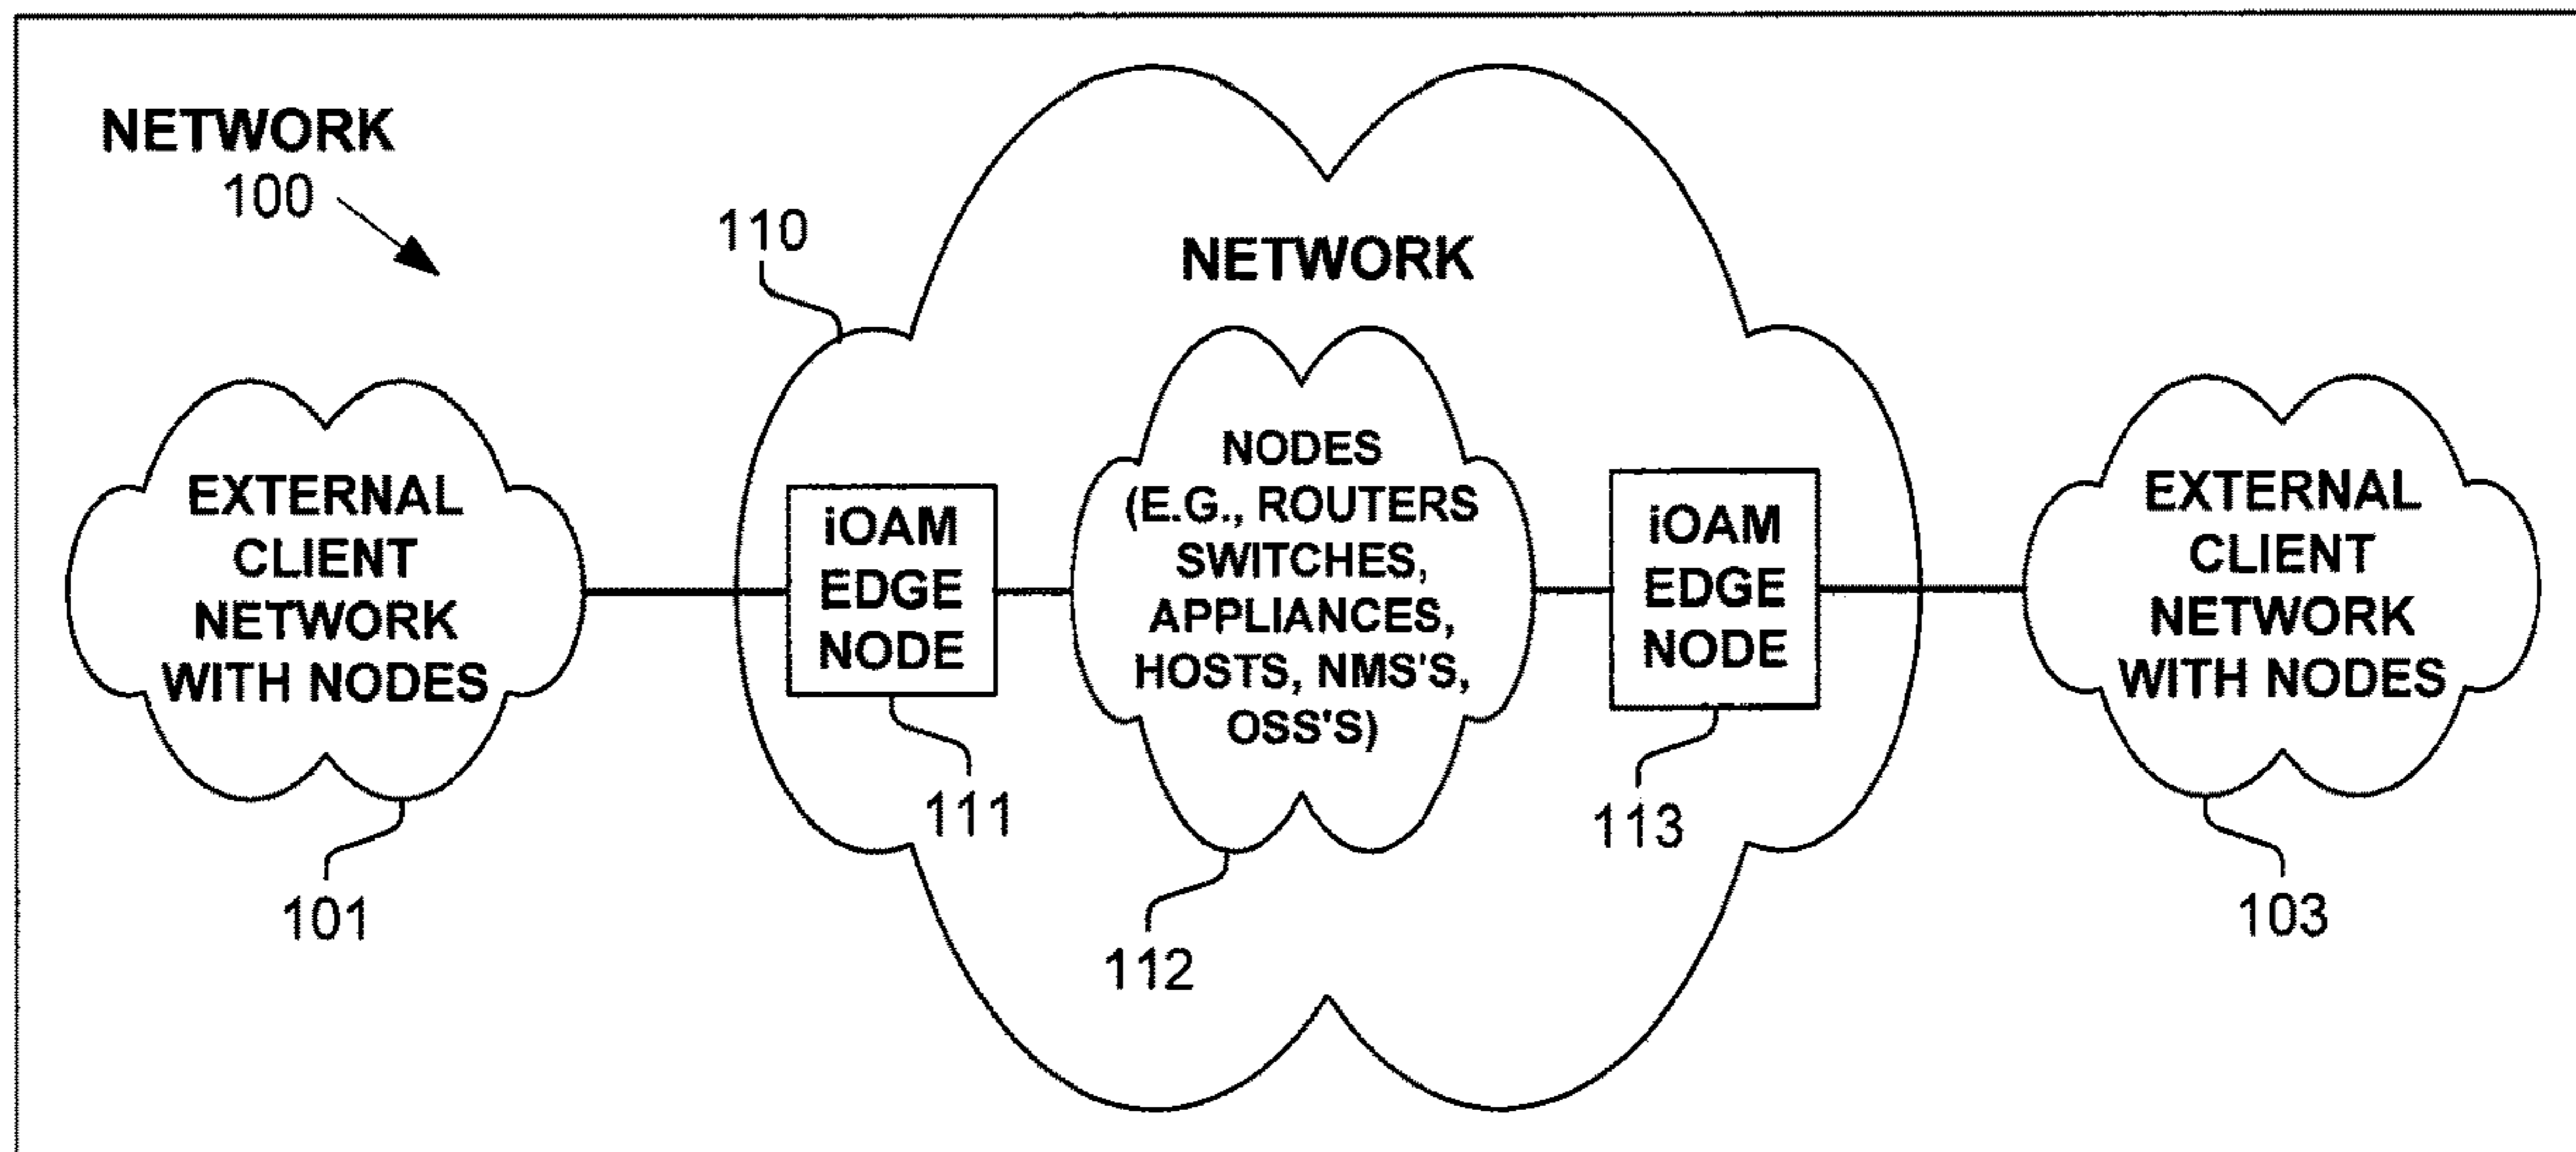 NETWORK
100
110
NETWORK
EXTERNAL
CLIENT
NETWORK
WITH NODES
101
iOAM
EDGE
NODE
111
NODES
(E.G., ROUTERS
SWITCHES,
APPLIANCES,
HOSTS, NMS'S,
OSS'S)
112
iOAM
EDGE
NODE
113
EXTERNAL
CLIENT
NETWORK
WITH NODES
103